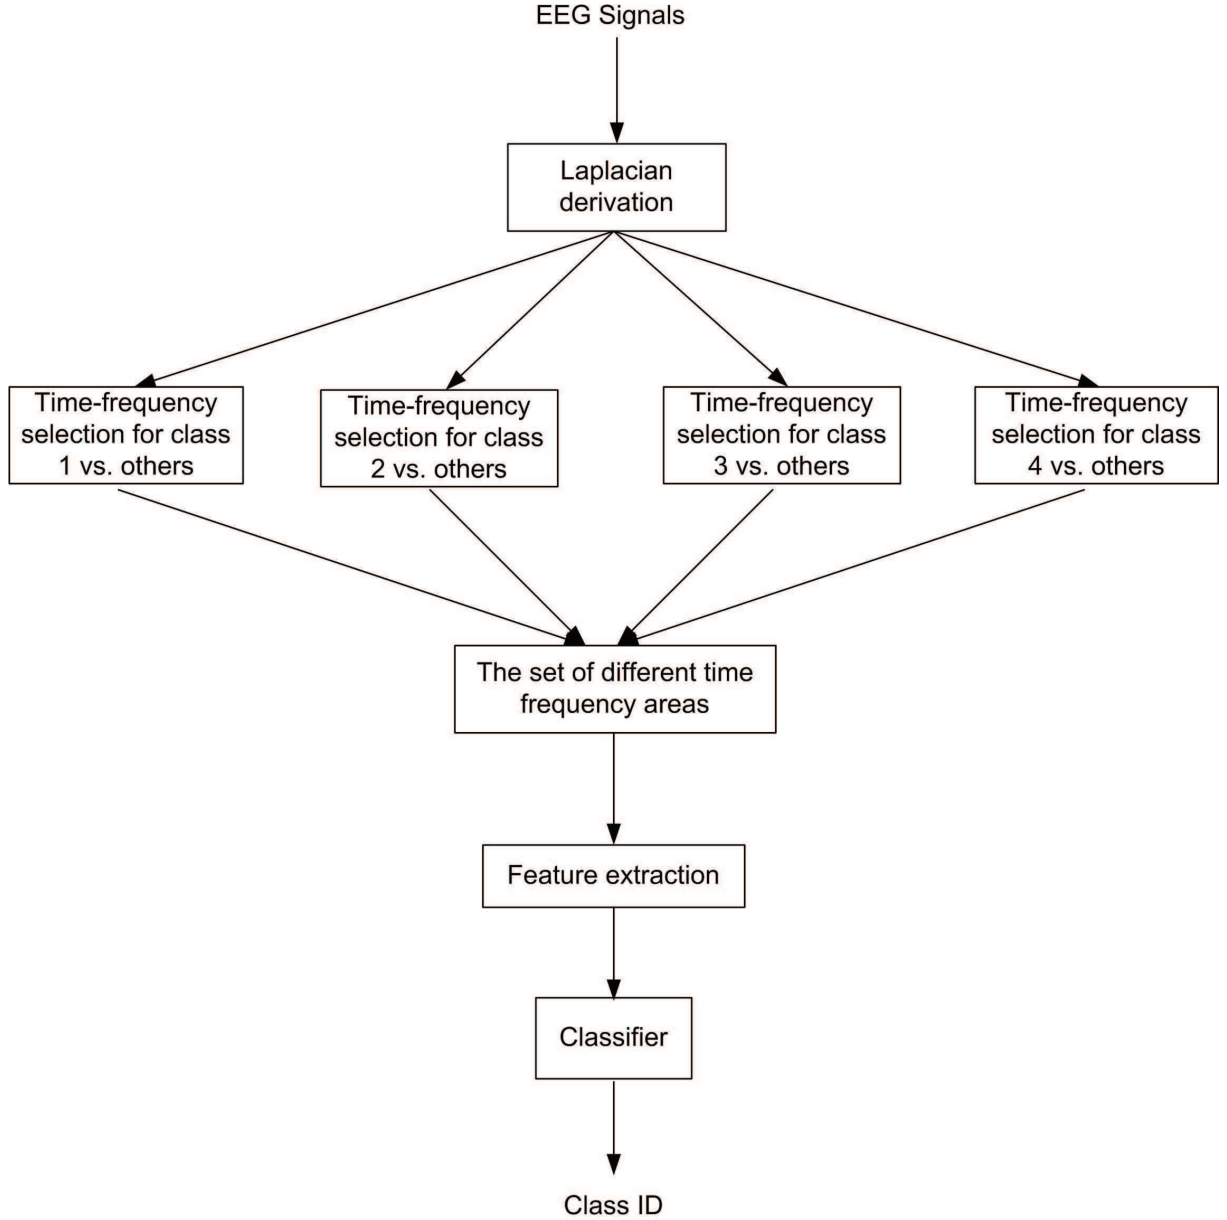 EEG Signals
Laplacian
derivation
Time-frequency
selection for class
1 vs. others
Time-frequency
selection for class
2 vs. others
Time-frequency
selection for class
3 vs. others
Time-frequency
selection for class
4 vs. others
The set of different time
frequency areas
Feature extraction
Classifier
Class ID